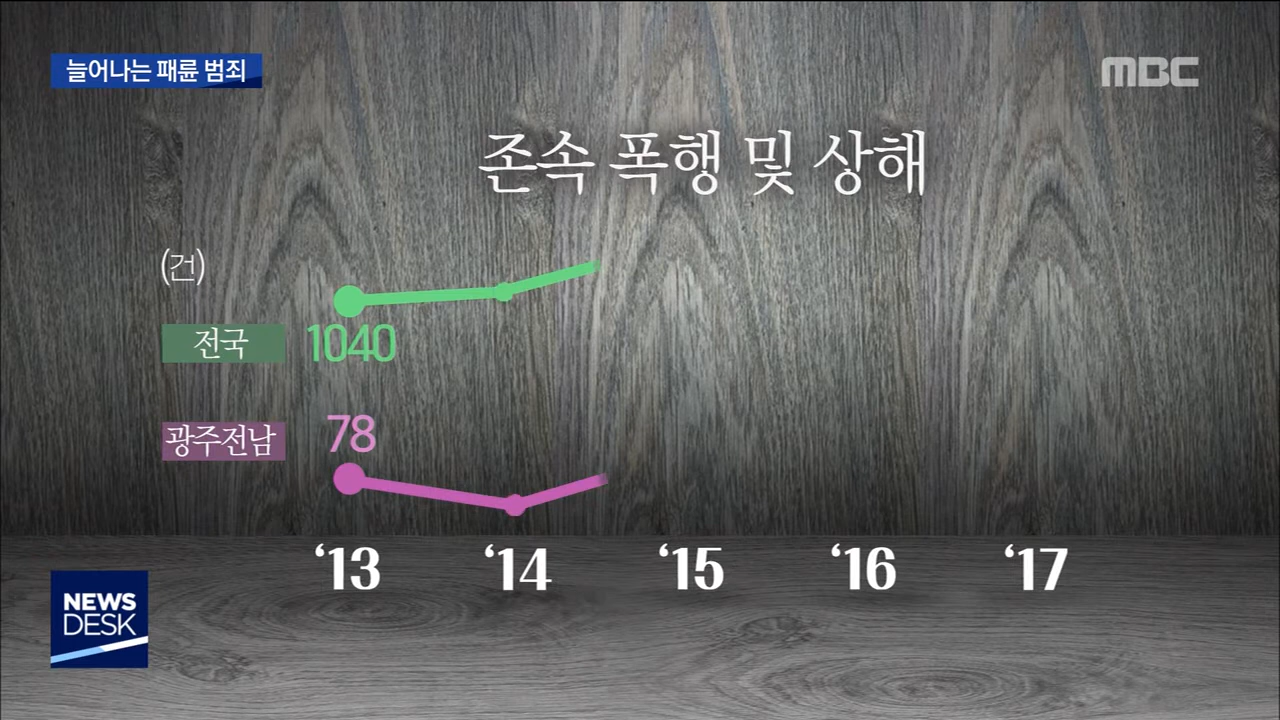 늘어나는 패륜 범죄
MBC
존속 폭행 및 상해
(건)
전국
1040
광주전남
78
‘13
‘14
‘15
‘16
‘17
NEWS
DESK